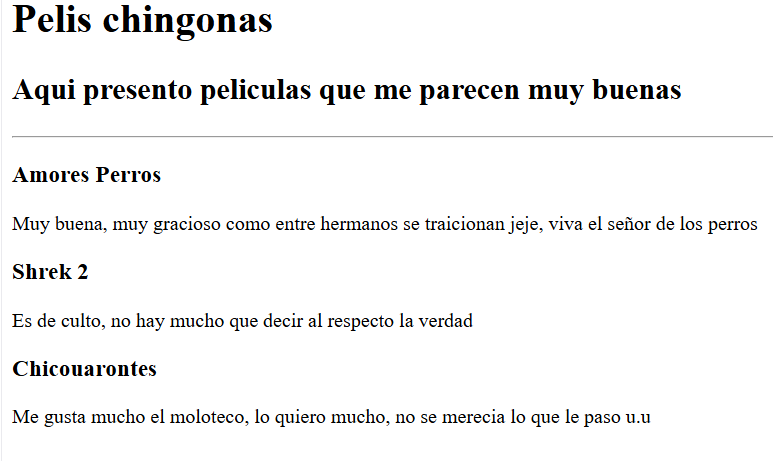 Pelis chingonas
Aqui presento peliculas que me parecen muy buenas
Amores Perros
Muy buena, muy gracioso como entre hermanos se traicionan jeje, viva el señor de los perros
Shrek 2
Es de culto, no hay mucho que decir al respecto la verdad
Chicouarontes
Me gusta mucho el moloteco, lo quiero mucho, no se merecia lo que le paso u.u